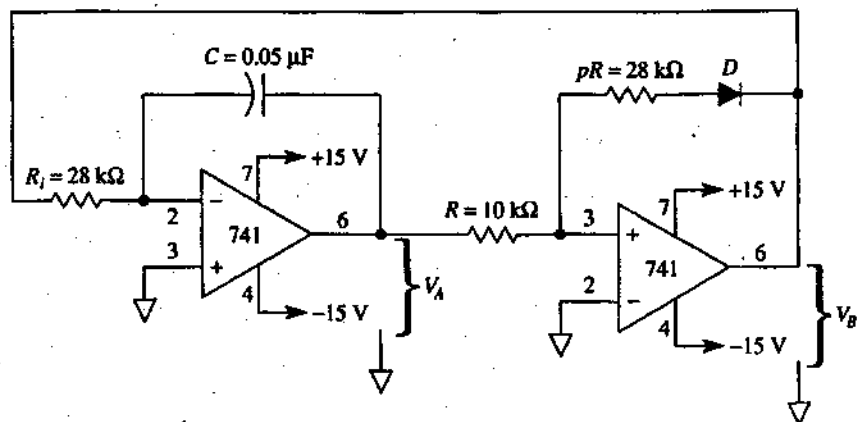 C = 0.05 μF
pR = 28 kΩ
D
R_i = 28 kΩ
7
+15 V
2
−
741
6
3
+
4
−15 V
V_A
R = 10 kΩ
7
+15 V
3
+
741
6
2
−
4
−15 V
V_B